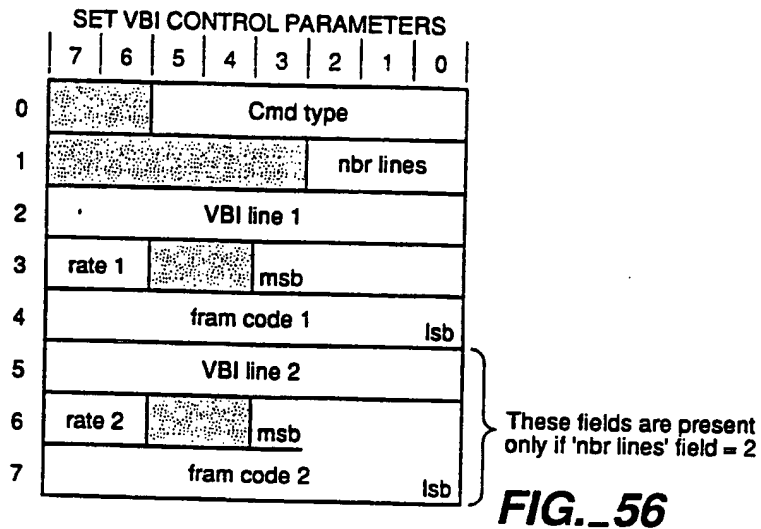 SET VBI CONTROL PARAMETERS
7 6 5 4 3 2 1 0
0 Cmd type
1 nbr lines
2 VBI line 1
3 rate 1 msb
4 fram code 1 lsb
5 VBI line 2
6 rate 2 msb
7 fram code 2 lsb
These fields are present
only if 'nbr lines' field = 2
FIG._56